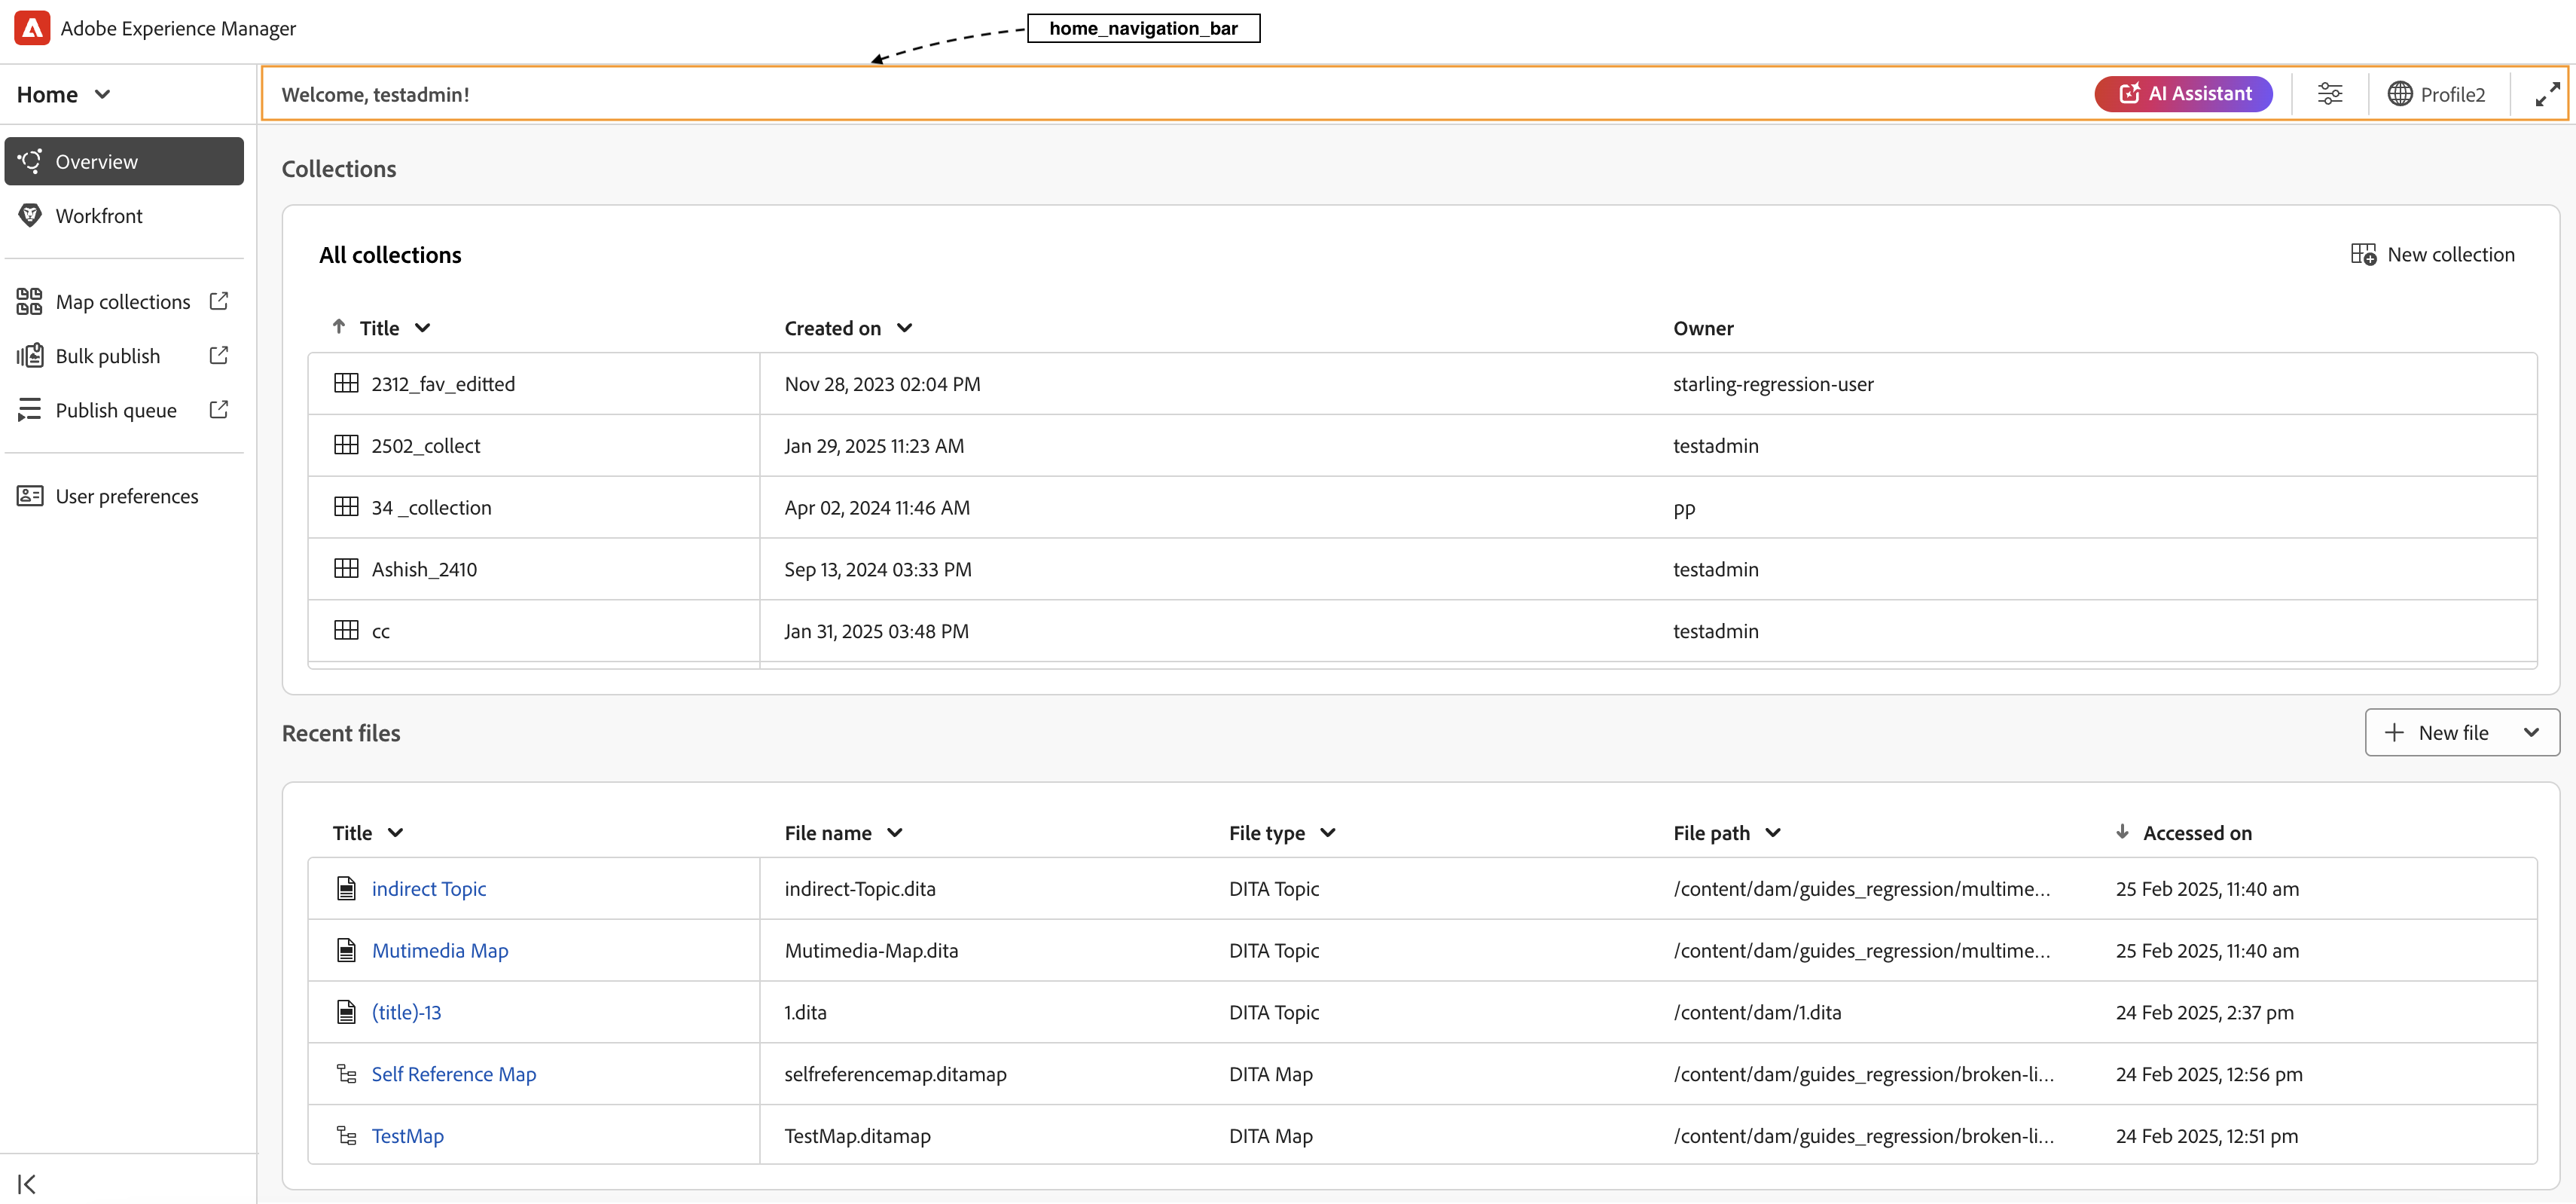 Adobe Experience Manager
home_navigation_bar
Home
Welcome, testadmin!
AI Assistant
Profile2
Overview
Workfront
Map collections
Bulk publish
Publish queue
User preferences
Collections
All collections
New collection
Title Created on Owner
2312_fav_editted Nov 28, 2023 02:04 PM starling-regression-user
2502_collect Jan 29, 2025 11:23 AM testadmin
34 _collection Apr 02, 2024 11:46 AM pp
Ashish_2410 Sep 13, 2024 03:33 PM testadmin
cc Jan 31, 2025 03:48 PM testadmin
Recent files
New file
Title File name File type File path Accessed on
indirect Topic indirect-Topic.dita DITA Topic /content/dam/guides_regression/multime... 25 Feb 2025, 11:40 am
Mutimedia Map Mutimedia-Map.dita DITA Topic /content/dam/guides_regression/multime... 25 Feb 2025, 11:40 am
(title)-13 1.dita DITA Topic /content/dam/1.dita 24 Feb 2025, 2:37 pm
Self Reference Map selfreferencemap.ditamap DITA Map /content/dam/guides_regression/broken-li... 24 Feb 2025, 12:56 pm
TestMap TestMap.ditamap DITA Map /content/dam/guides_regression/broken-li... 24 Feb 2025, 12:51 pm